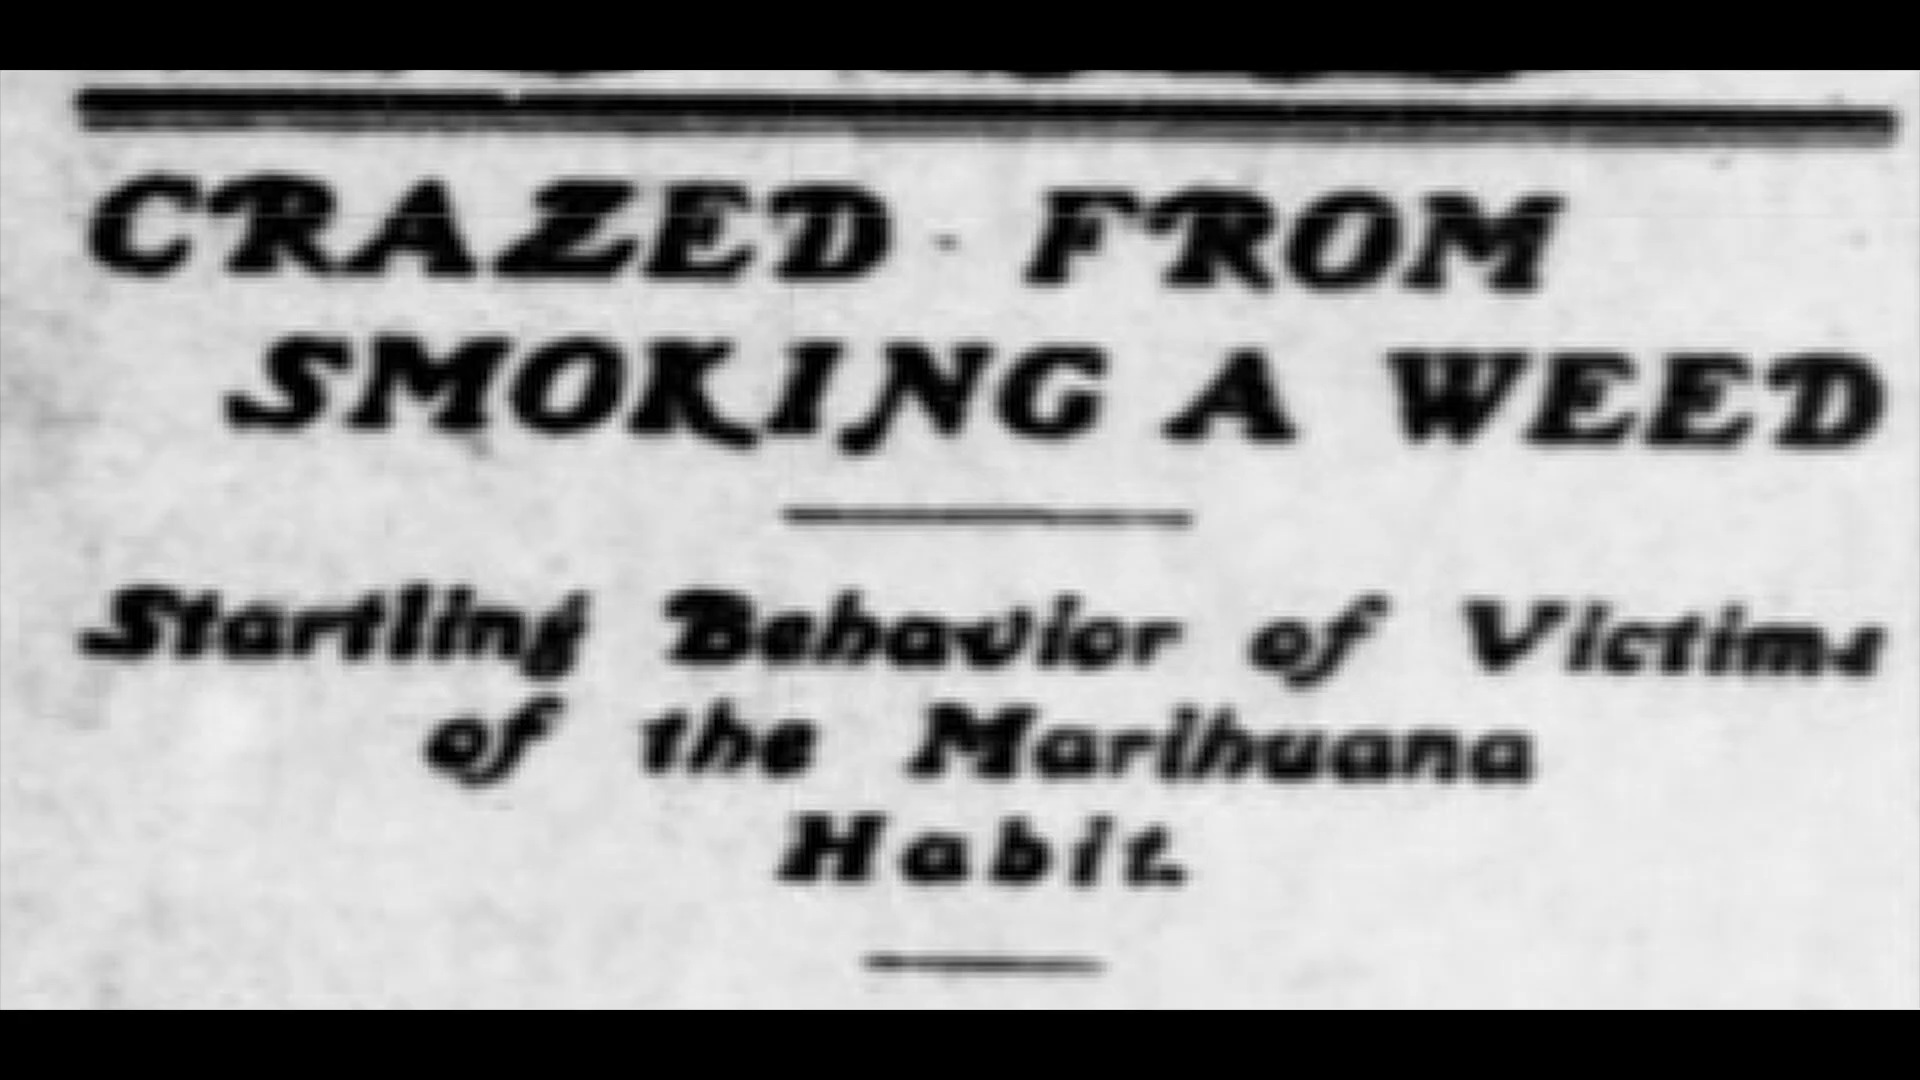 CRAZED FROM
SMOKING A WEED
Startling Behavior of Victims
of the Marihuana
Habit.